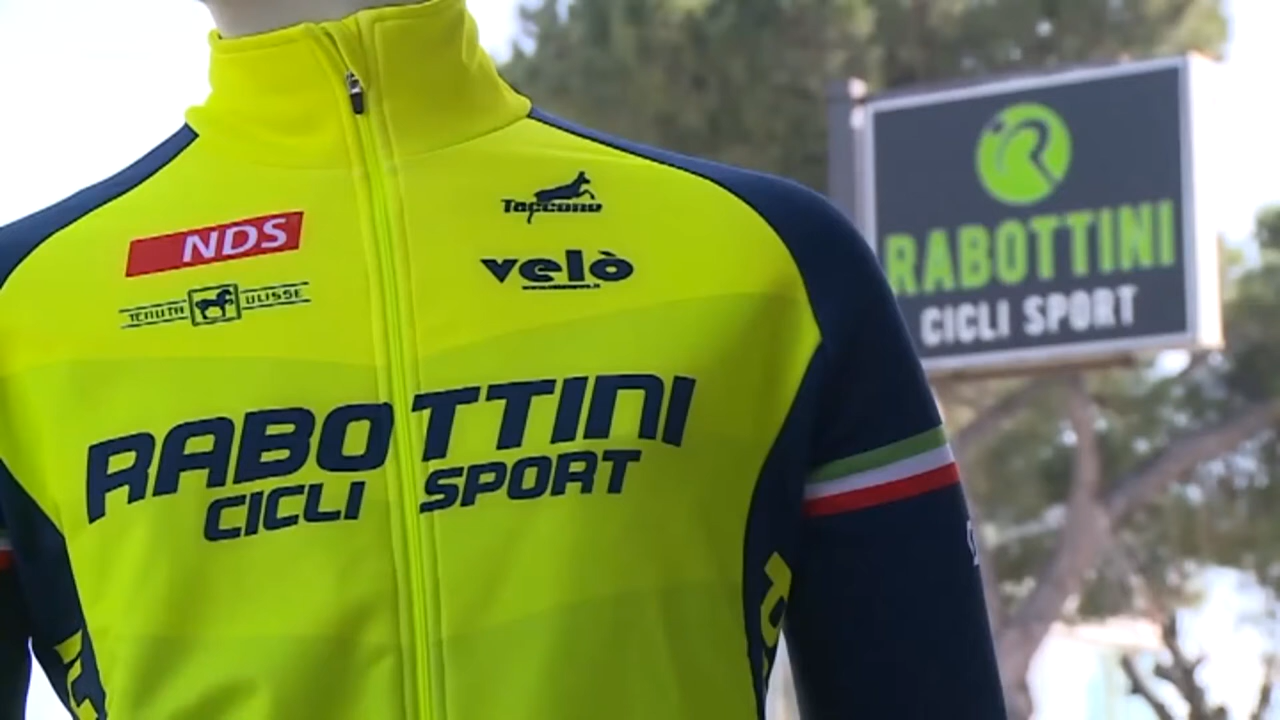 NDS
TENUTA ULISSE
Taccone
velò
RABOTTINI
CICLI SPORT
RABOTTINI
CICLI SPORT